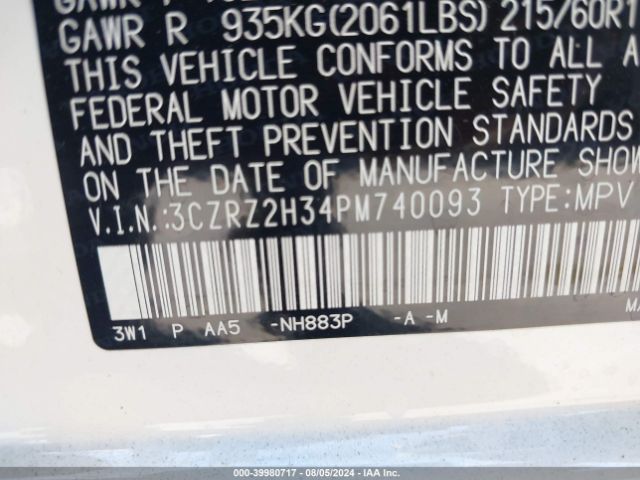 GAWR R 935KG(2061LBS) 215/60R1
THIS VEHICLE CONFORMS TO ALL A
FEDERAL MOTOR VEHICLE SAFETY
AND THEFT PREVENTION STANDARDS
ON THE DATE OF MANUFACTURE SHOW
V.I.N.:3CZRZ2H34PM740093 TYPE:MPV
3W1 P AA5 -NH883P -A -M MA
000-39980717 - 08/05/2024 - IAA Inc.